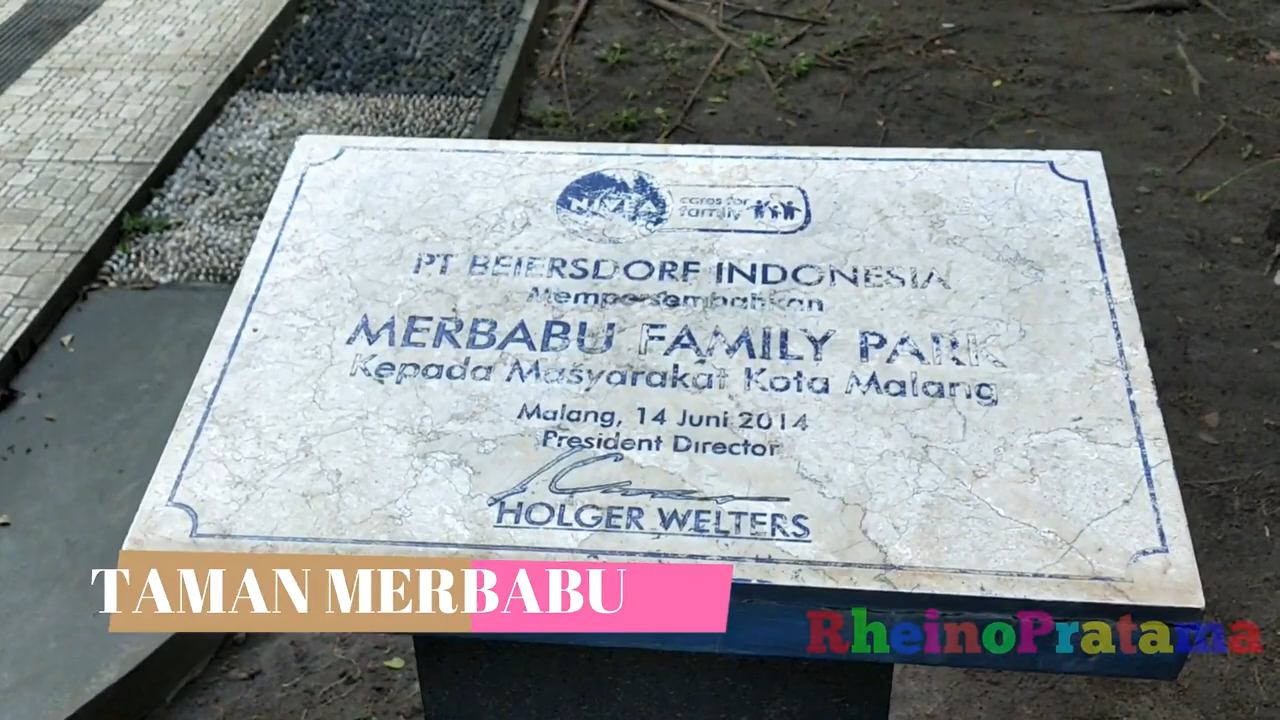 NIVEA
cares for
family
PT BEIERSDORF INDONESIA
Mempersembahkan
MERBABU FAMILY PARK
Kepada Masyarakat Kota Malang
Malang, 14 Juni 2014
President Director
HOLGER WELTERS
TAMAN MERBABU
RheinoPratama